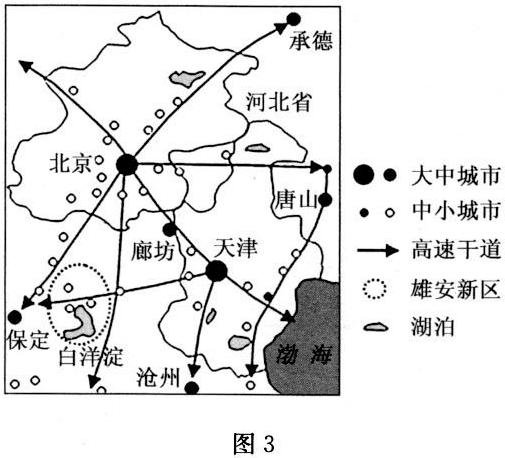 承德
河北省
北京
唐山
廊坊
天津
保定
白洋淀
沧州
渤海
大中城市
中小城市
高速干道
雄安新区
湖泊
图3